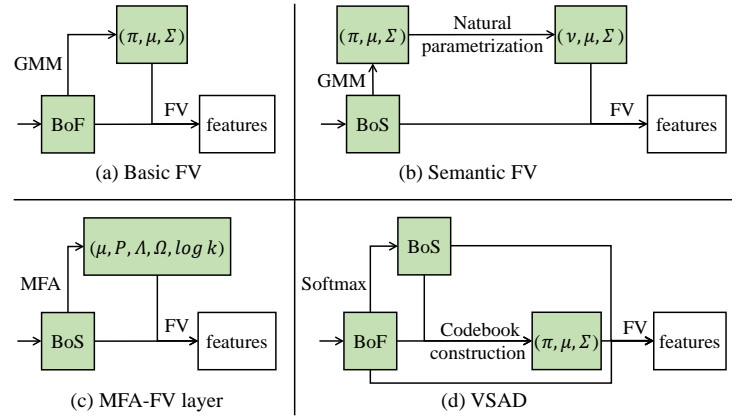 (π, μ, Σ)
GMM
BoF
FV
features
(a) Basic FV
(π, μ, Σ)
Natural
parametrization
(ν, μ, Σ)
GMM
BoS
FV
features
(b) Semantic FV
(μ, P, Λ, Ω, log k)
MFA
BoS
FV
features
(c) MFA-FV layer
BoS
Softmax
BoF
Codebook
construction
(π, μ, Σ)
FV
features
(d) VSAD